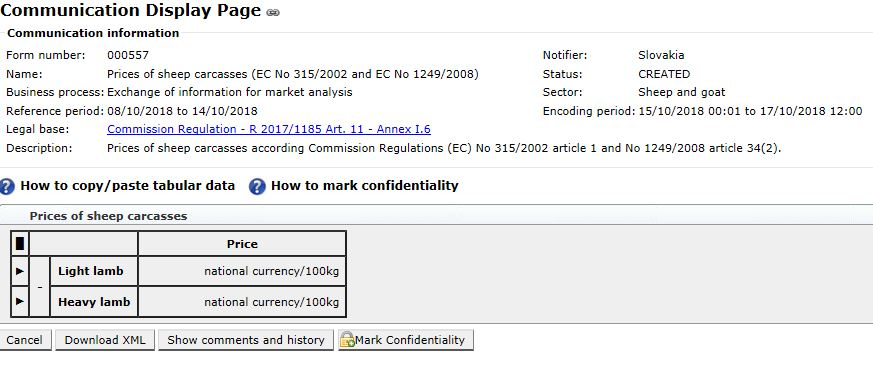 Communication Display Page
Communication information
Form number: 000557 Notifier: Slovakia
Name: Prices of sheep carcasses (EC No 315/2002 and EC No 1249/2008) Status: CREATED
Business process: Exchange of information for market analysis Sector: Sheep and goat
Reference period: 08/10/2018 to 14/10/2018 Encoding period: 15/10/2018 00:01 to 17/10/2018 12:00
Legal base: Commission Regulation - R 2017/1185 Art. 11 - Annex I.6
Description: Prices of sheep carcasses according Commission Regulations (EC) No 315/2002 article 1 and No 1249/2008 article 34(2).
? How to copy/paste tabular data ? How to mark confidentiality
Prices of sheep carcasses
Price
- Light lamb national currency/100kg
Heavy lamb national currency/100kg
Cancel Download XML Show comments and history Mark Confidentiality